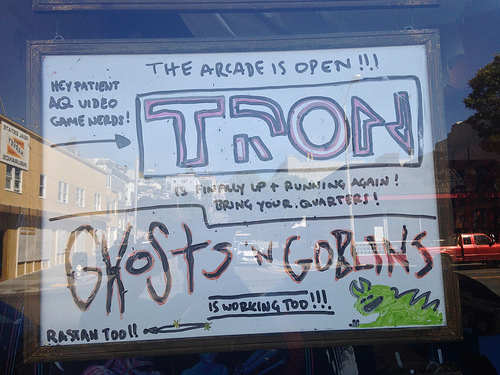 THE ARCADE IS OPEN!!!
HEY PATIENT
AQ VIDEO
GAME NERDS!
TRON
IS FINALLY UP + RUNNING AGAIN!
BRING YOUR QUARTERS!
GHOSTS 'N GOBLINS
IS WORKING TOO!!!
RASTAN TOO!!